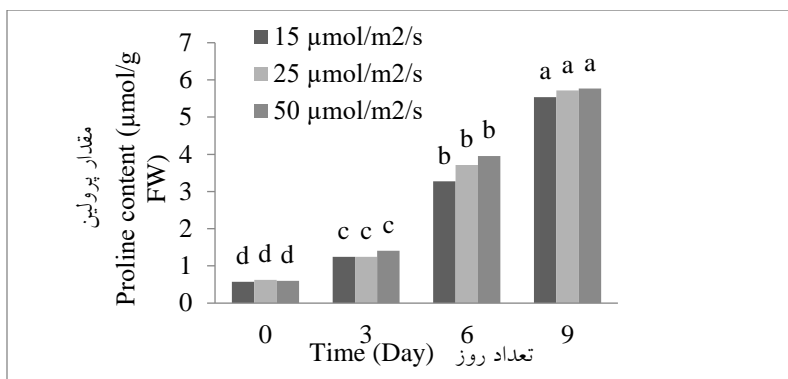 مقدار پرولین
Proline content (µmol/g
FW)
7
6
5
4
3
2
1
0
15 µmol/m2/s
25 µmol/m2/s
50 µmol/m2/s
d d d
c c c
b b b
a a a
0 3 6 9
Time (Day) تعداد روز